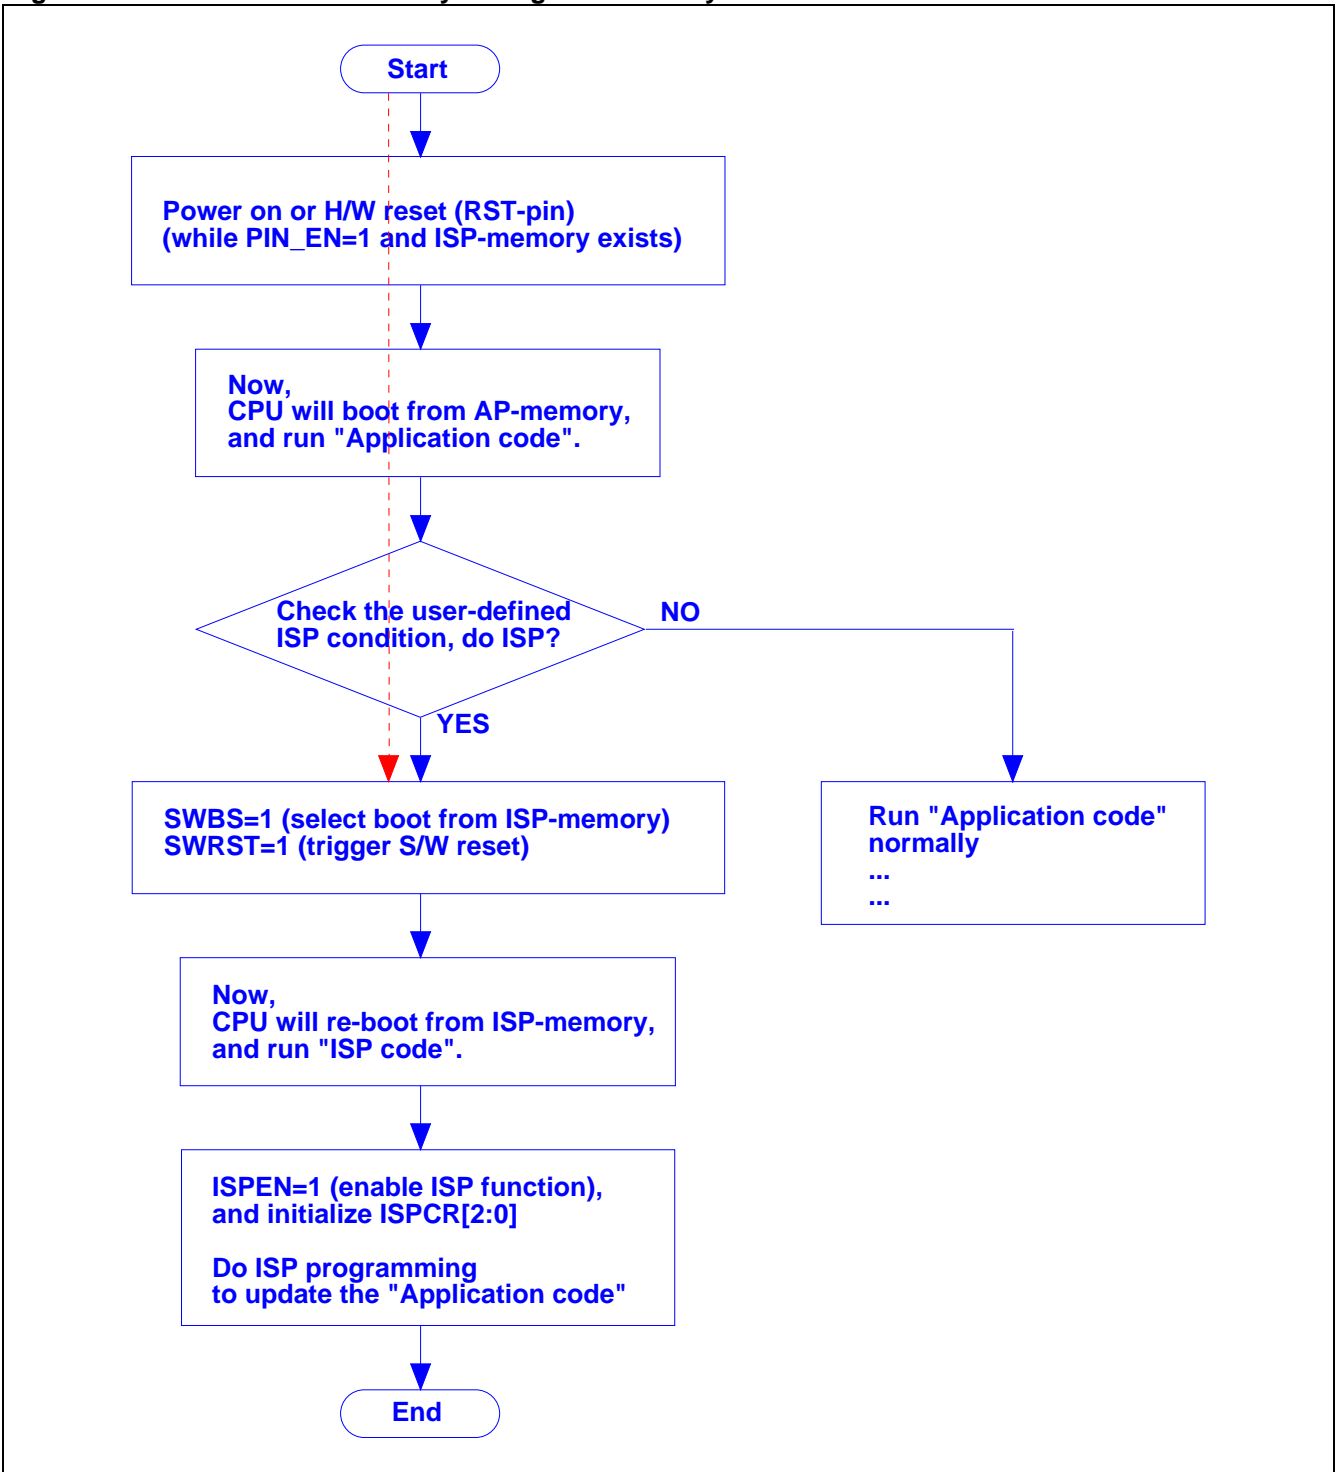 Start
Power on or H/W reset (RST-pin)
(while PIN_EN=1 and ISP-memory exists)
Now,
CPU will boot from AP-memory,
and run "Application code".
Check the user-defined
ISP condition, do ISP?
NO
YES
SWBS=1 (select boot from ISP-memory)
SWRST=1 (trigger S/W reset)
Run "Application code"
normally
...
...
Now,
CPU will re-boot from ISP-memory,
and run "ISP code".
ISPEN=1 (enable ISP function),
and initialize ISPCR[2:0]
Do ISP programming
to update the "Application code"
End